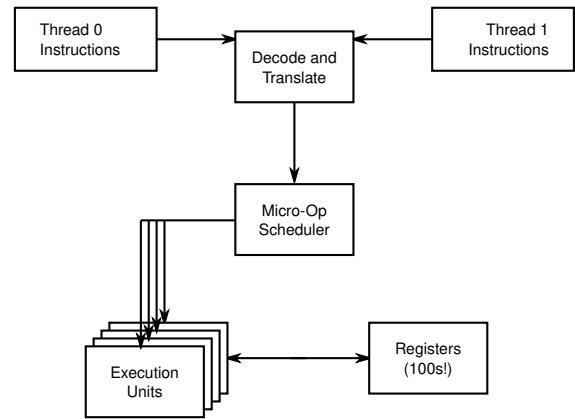 Thread 0
Instructions
Thread 1
Instructions
Decode and
Translate
Micro-Op
Scheduler
Execution
Units
Registers
(100s!)